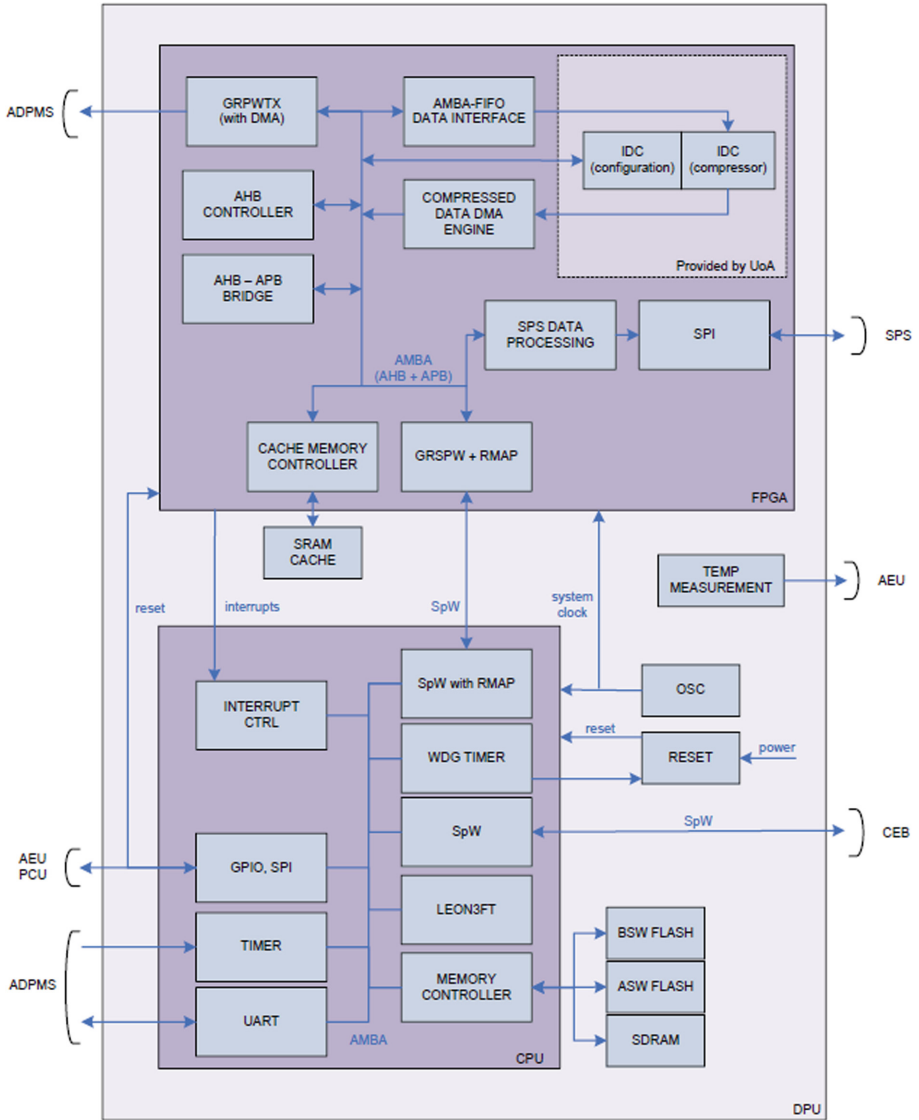 ADPMS
GRPWTX
(with DMA)
AMBA-FIFO
DATA INTERFACE
IDC
(configuration)
IDC
(compressor)
AHB
CONTROLLER
COMPRESSED
DATA DMA
ENGINE
Provided by UoA
AHB – APB
BRIDGE
SPS DATA
PROCESSING
SPI
SPS
AMBA
(AHB + APB)
CACHE MEMORY
CONTROLLER
GRSPW + RMAP
FPGA
SRAM
CACHE
TEMP
MEASUREMENT
AEU
reset
interrupts
SpW
system
clock
SpW with RMAP
INTERRUPT
CTRL
OSC
reset
WDG TIMER
RESET
power
SpW
SpW
CEB
AEU
PCU
GPIO, SPI
LEON3FT
BSW FLASH
TIMER
ADPMS
MEMORY
CONTROLLER
ASW FLASH
UART
AMBA
SDRAM
CPU
DPU